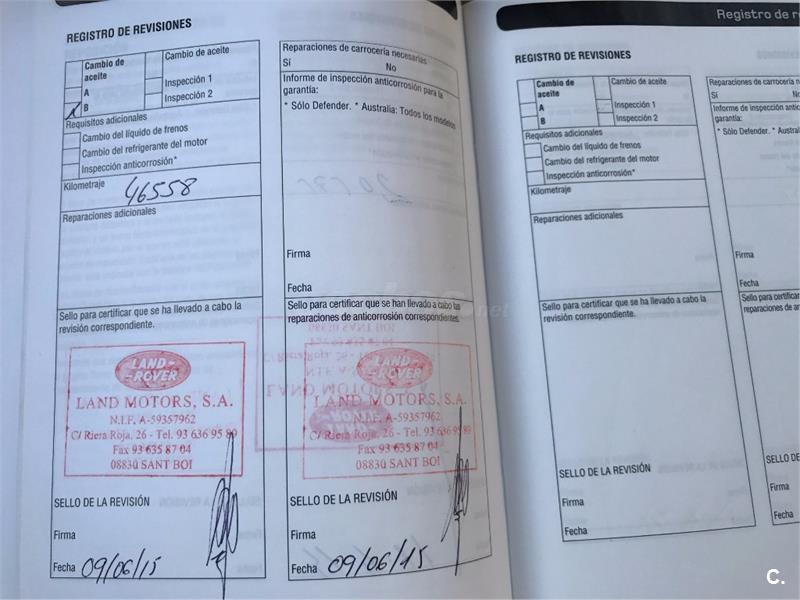 REGISTRO DE REVISIONES
Cambio de aceite
A
B
Cambio de aceite
Inspección 1
Inspección 2
Requisitos adicionales
Cambio del líquido de frenos
Cambio del refrigerante del motor
Inspección anticorrosión*
Kilometraje 46558
Reparaciones adicionales
Sello para certificar que se ha llevado a cabo la
revisión correspondiente.
LAND-
-ROVER
LAND MOTORS, S.A.
N.I.F. A-59357962
C/ Riera Roja, 26 - Tel. 93 636 95 89
Fax 93 635 87 04
08830 SANT BOI
SELLO DE LA REVISIÓN
Firma
Fecha 09/06/15
Reparaciones de carrocería necesarias
Sí No
Informe de inspección anticorrosión para la
garantía:
* Sólo Defender. * Australia: Todos los modelos
Firma
Fecha
Sello para certificar que se han llevado a cabo las
reparaciones de anticorrosión correspondientes.
LAND-
-ROVER
LAND MOTORS, S.A.
N.I.F. A-59357962
C/ Riera Roja, 26 - Tel. 93 636 95 89
Fax 93 635 87 04
08830 SANT BOI
SELLO DE LA REVISIÓN
Firma
Fecha 09/06/15
Registro de r
REGISTRO DE REVISIONES
Cambio de aceite
A
B
Cambio de aceite
Inspección 1
Inspección 2
Requisitos adicionales
Cambio del líquido de frenos
Cambio del refrigerante del motor
Inspección anticorrosión*
Kilometraje
Reparaciones adicionales
Sello para certificar que se ha llevado a cabo la
revisión correspondiente.
SELLO DE LA REVISIÓN
Firma
Fecha
Reparaciones de carrocería n
Sí
Informe de inspección antico
garantía:
* Sólo Defender. * Austral
Firma
Fecha
Sello para certificar
reparaciones de an
SELLO DE L
Firma
Fecha
C.